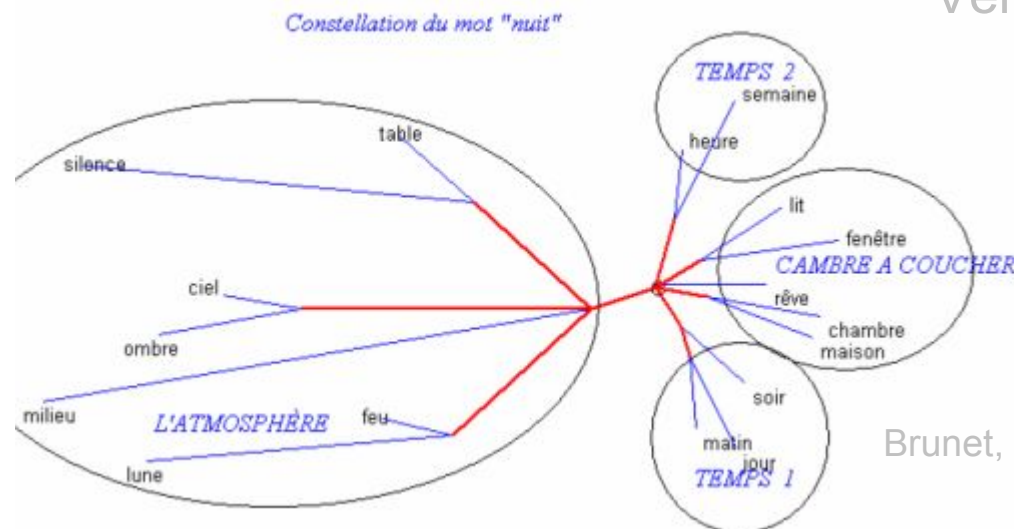 Ver
Constellation du mot "nuit"
TEMPS 2
semaine
heure
table
silence
lit
fenêtre
CAMBRE A COUCHER
rêve
chambre
maison
ciel
ombre
milieu
L'ATMOSPHÈRE
feu
lune
soir
matin
jour
TEMPS 1
Brunet,